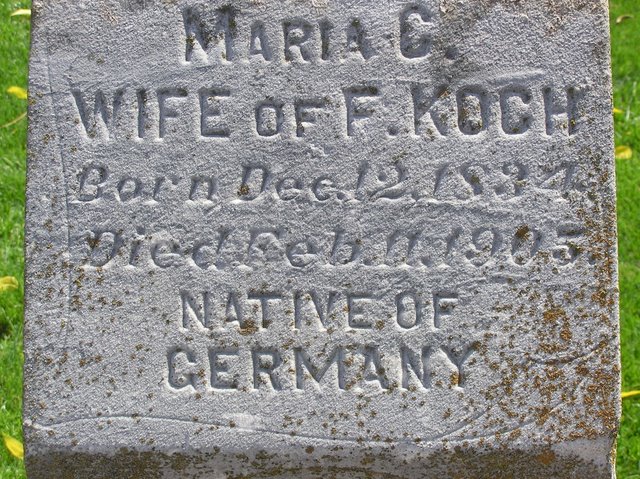 MARIA C.
WIFE OF F. KOCH
Born Dec. 12, 1834.
Died Feb. 11. 1905.
NATIVE OF
GERMANY